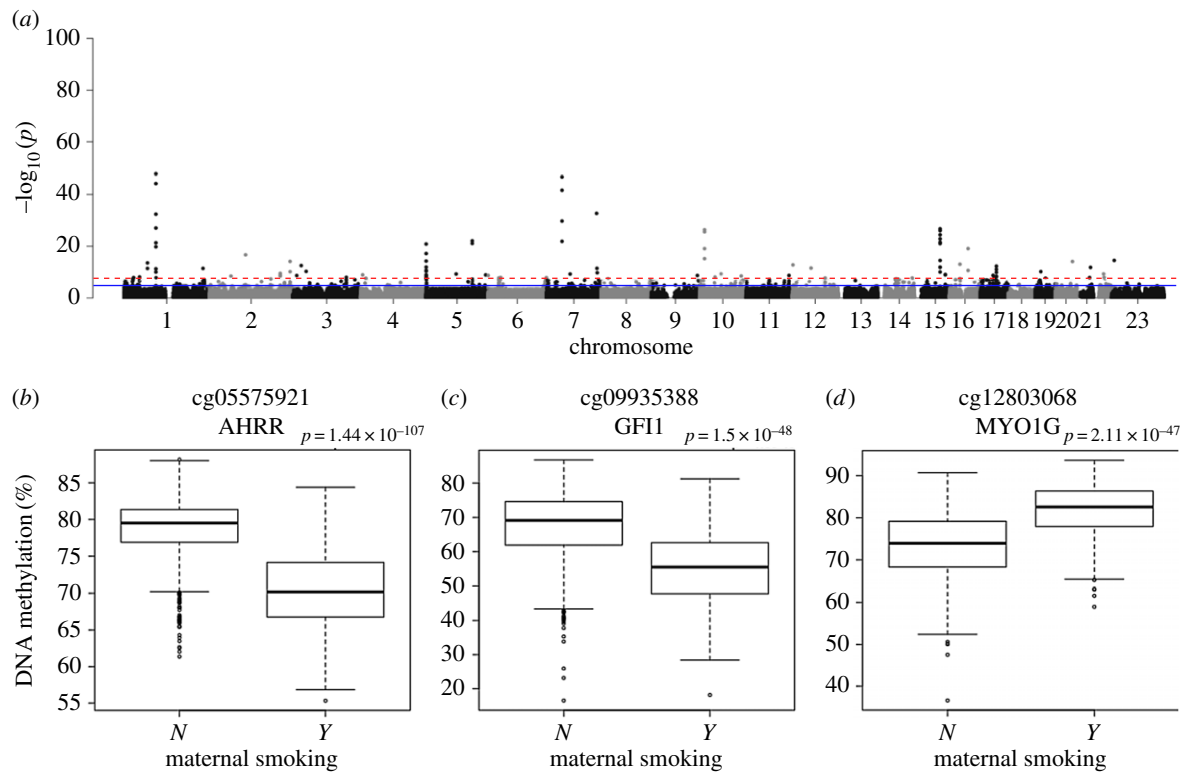 (a)
100
80
60
40
20
0
–log10(p)
1 2 3 4 5 6 7 8 9 10 11 12 13 14 15 16 17 18 19 20 21 23
chromosome
(b) cg05575921
AHRR
p = 1.44 × 10–107
85
80
75
70
65
60
55
DNA methylation (%)
N Y
maternal smoking
(c) cg09935388
GFI1
p = 1.5 × 10–48
80
70
60
50
40
30
20
N Y
maternal smoking
(d) cg12803068
MYO1G
p = 2.11 × 10–47
90
80
70
60
50
40
N Y
maternal smoking